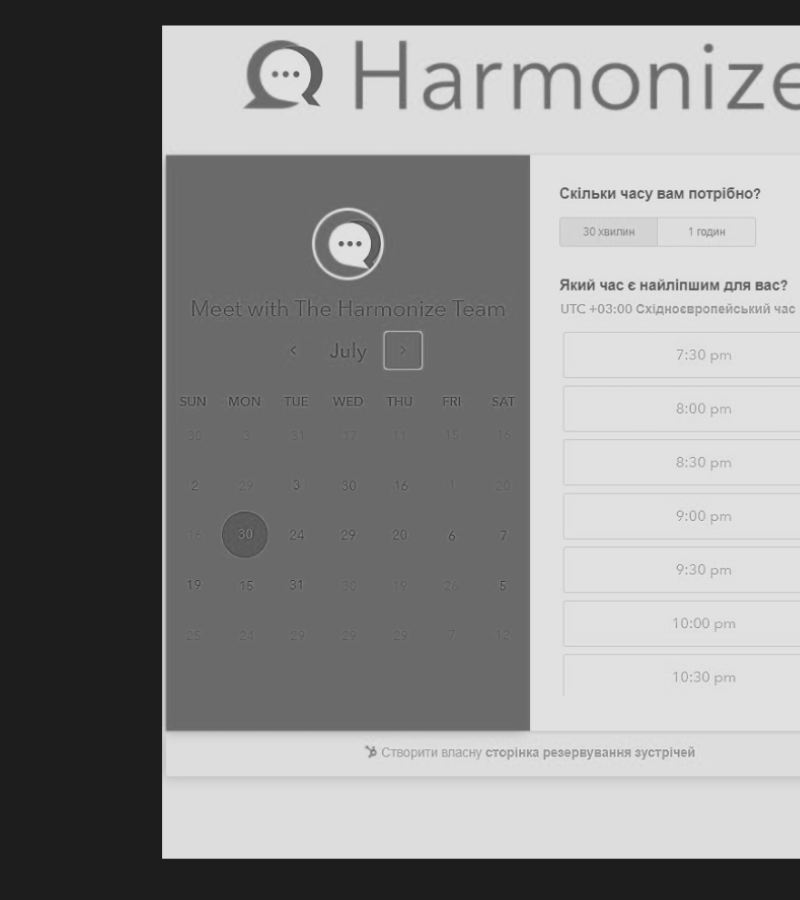 Harmonize
Meet with The Harmonize Team
July
SUN MON TUE WED THU FRI SAT
30 3 31 17 11 15 16
2 29 3 30 16 1 20
16 30 24 29 20 6 7
19 15 31 30 19 26 5
25 24 29 29 29 7 12
Скільки часу вам потрібно?
30 хвилин 1 годин
Який час є найліпшим для вас?
UTC +03:00 Східноєвропейський час
7:30 pm
8:00 pm
8:30 pm
9:00 pm
9:30 pm
10:00 pm
10:30 pm
Створити власну сторінка резервування зустрічей